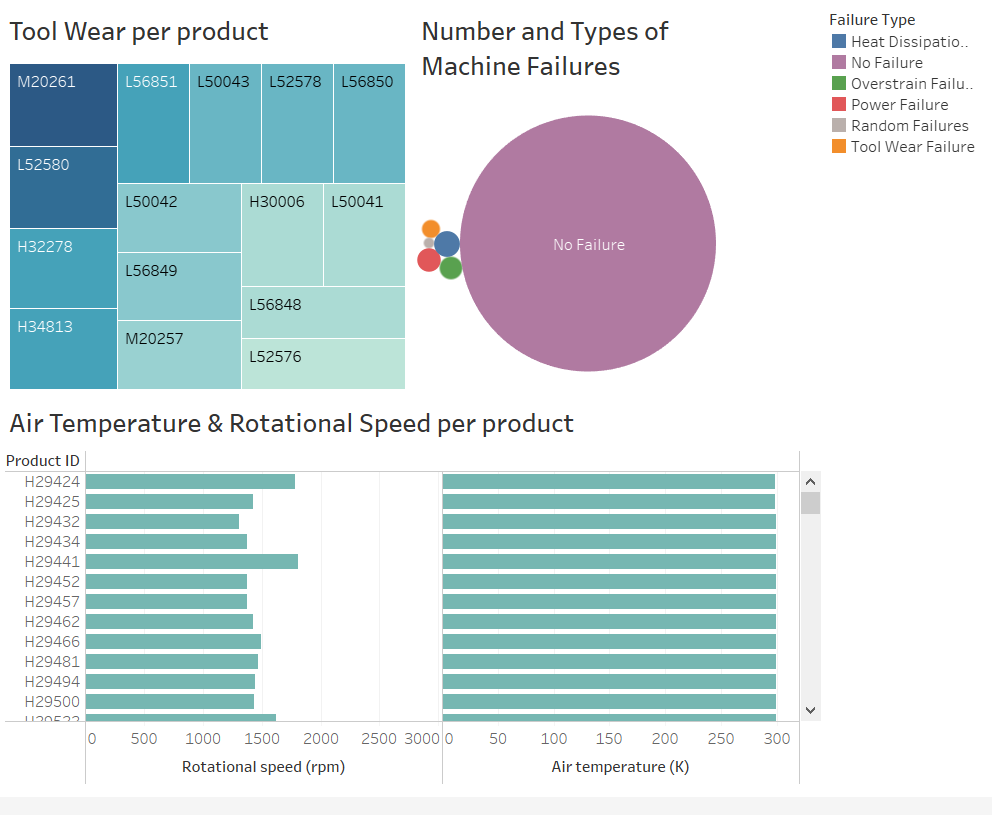 Tool Wear per product
M20261
L52580
H32278
H34813
L56851
L50043
L52578
L56850
L50042
L56849
M20257
H30006
L50041
L56848
L52576
Number and Types of
Machine Failures
No Failure
Failure Type
Heat Dissipatio..
No Failure
Overstrain Failu..
Power Failure
Random Failures
Tool Wear Failure
Air Temperature & Rotational Speed per product
Product ID
H29424
H29425
H29432
H29434
H29441
H29452
H29457
H29462
H29466
H29481
H29494
H29500
0 500 1000 1500 2000 2500 3000
Rotational speed (rpm)
0 50 100 150 200 250 300
Air temperature (K)